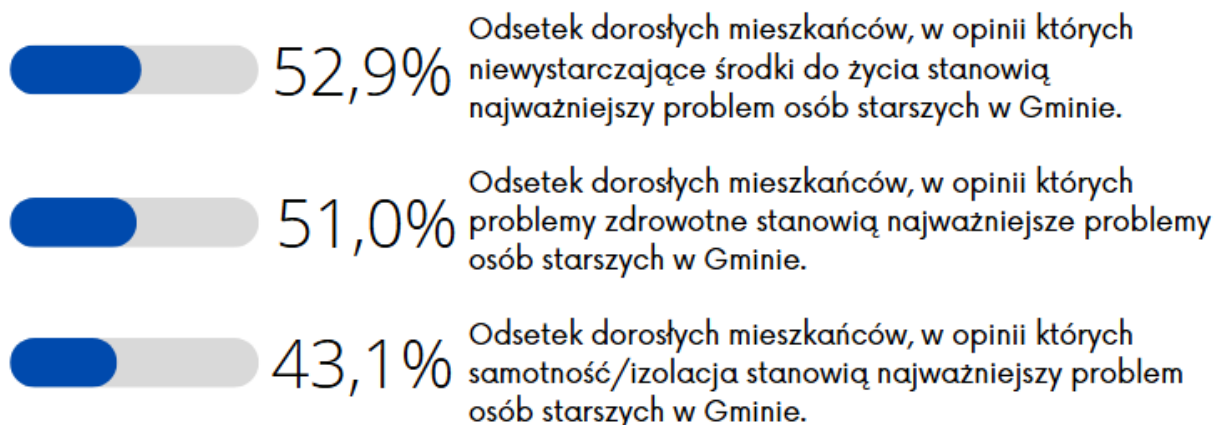 52,9%
Odsetek dorosłych mieszkańców, w opinii których
niewystarczające środki do życia stanowią
najważniejszy problem osób starszych w Gminie.
51,0%
Odsetek dorosłych mieszkańców, w opinii których
problemy zdrowotne stanowią najważniejsze problemy
osób starszych w Gminie.
43,1%
Odsetek dorosłych mieszkańców, w opinii których
samotność/izolacja stanowią najważniejszy problem
osób starszych w Gminie.